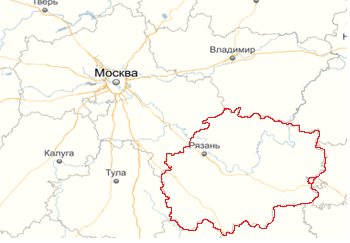 Тверь
Владимир
Москва
Рязань
Калуга
Тула